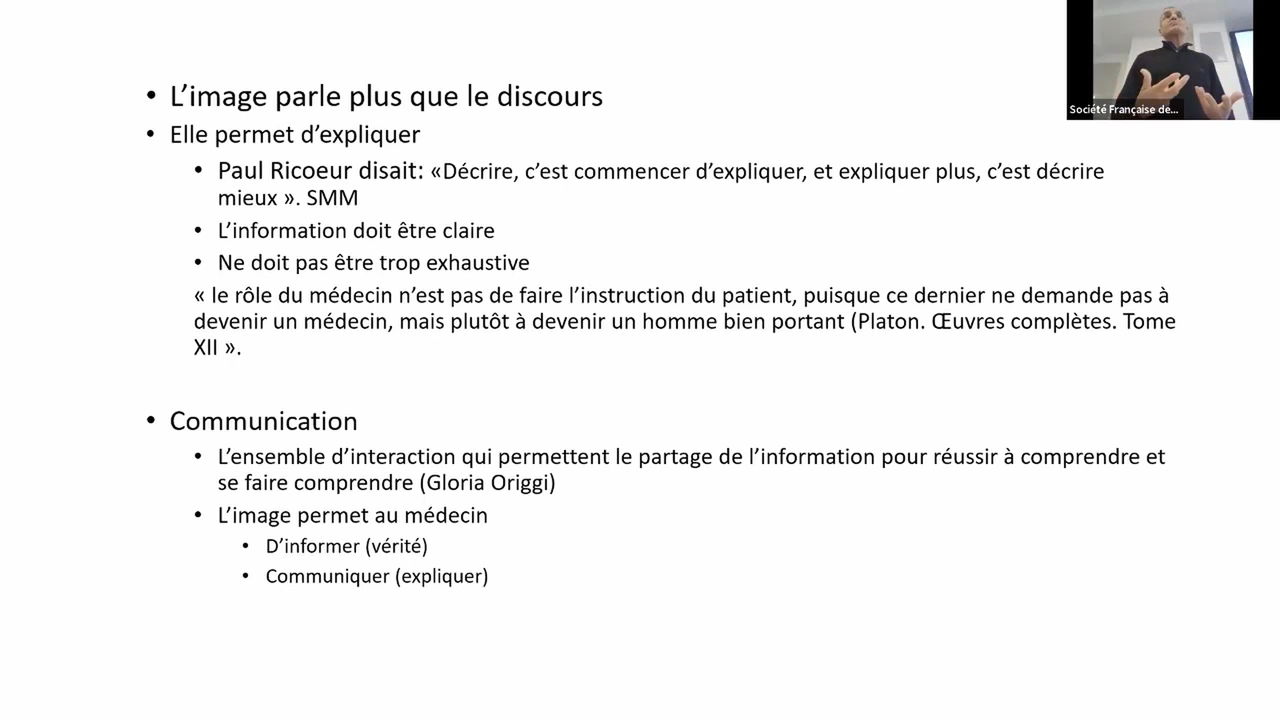 • L’image parle plus que le discours
• Elle permet d’expliquer
• Paul Ricoeur disait: «Décrire, c’est commencer d’expliquer, et expliquer plus, c’est décrire
mieux ». SMM
• L’information doit être claire
• Ne doit pas être trop exhaustive
« le rôle du médecin n’est pas de faire l’instruction du patient, puisque ce dernier ne demande pas à
devenir un médecin, mais plutôt à devenir un homme bien portant (Platon. Œuvres complètes. Tome
XII ».
• Communication
• L’ensemble d’interaction qui permettent le partage de l’information pour réussir à comprendre et
se faire comprendre (Gloria Origgi)
• L’image permet au médecin
• D’informer (vérité)
• Communiquer (expliquer)
Société Française de...